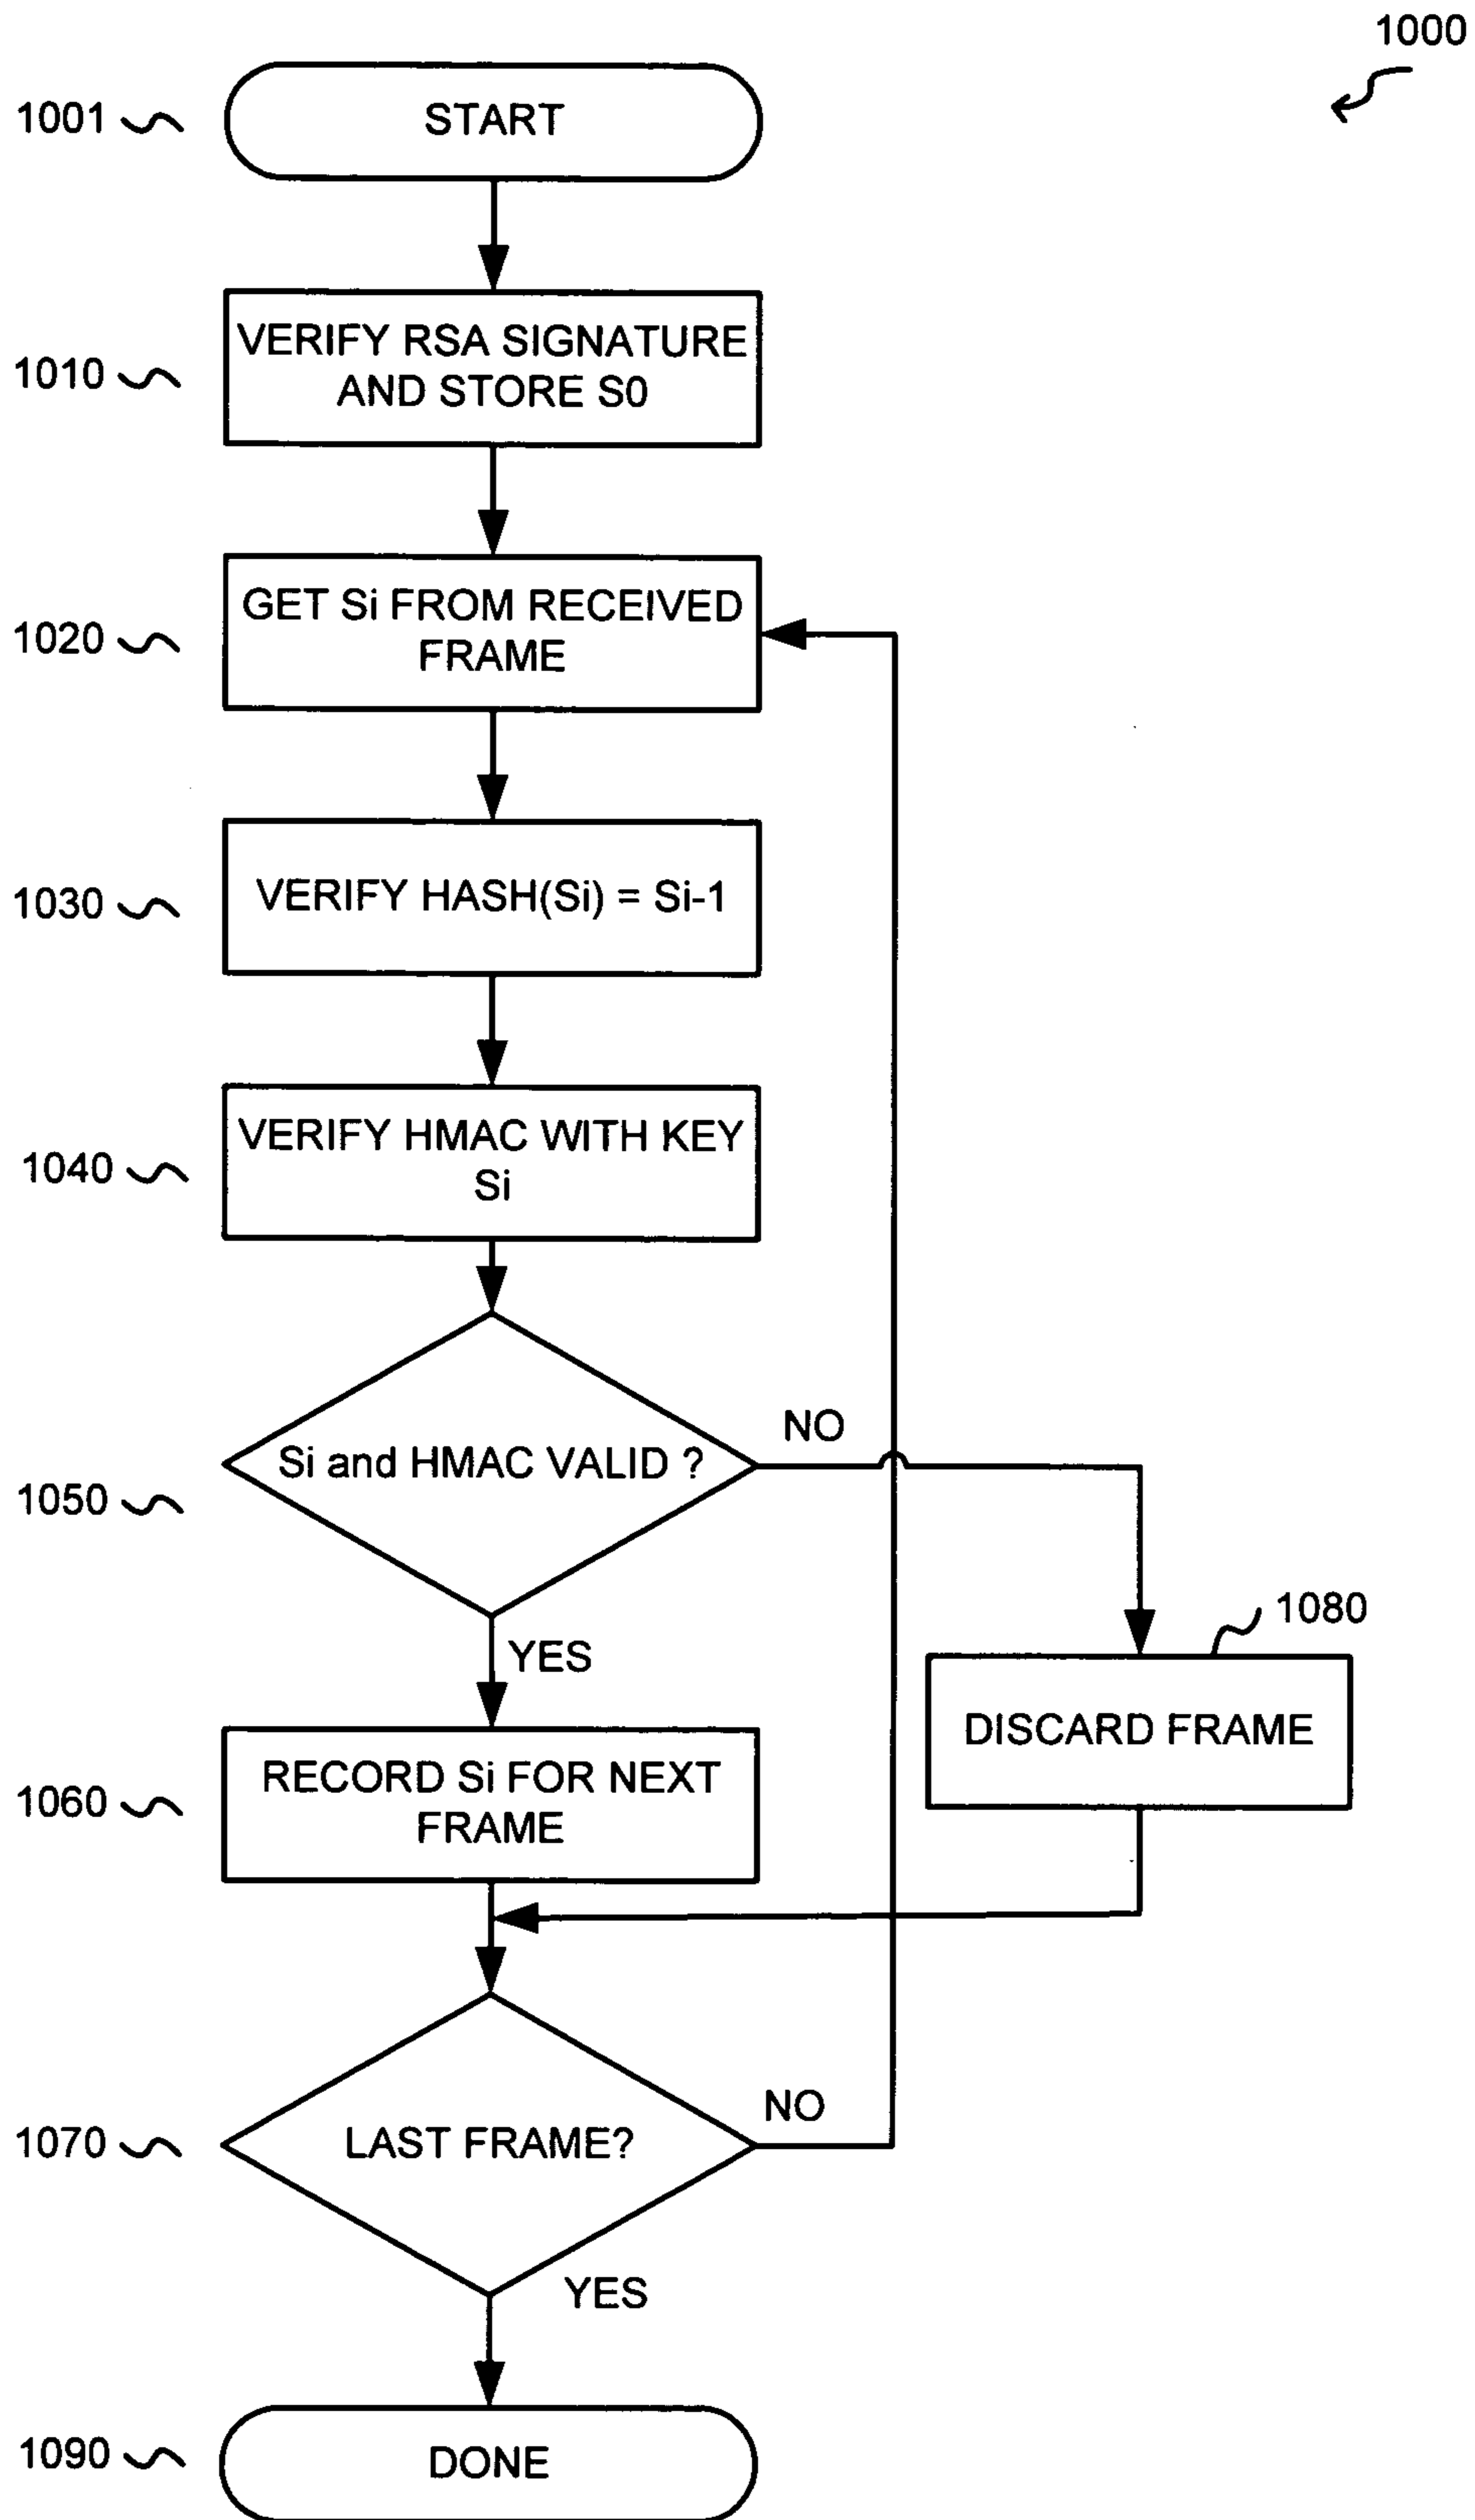 1000
1001
START
1010
VERIFY RSA SIGNATURE
AND STORE S0
1020
GET Si FROM RECEIVED
FRAME
1030
VERIFY HASH(Si) = Si-1
1040
VERIFY HMAC WITH KEY
Si
1050
Si and HMAC VALID ?
NO
YES
1080
DISCARD FRAME
1060
RECORD Si FOR NEXT
FRAME
1070
LAST FRAME?
NO
YES
1090
DONE